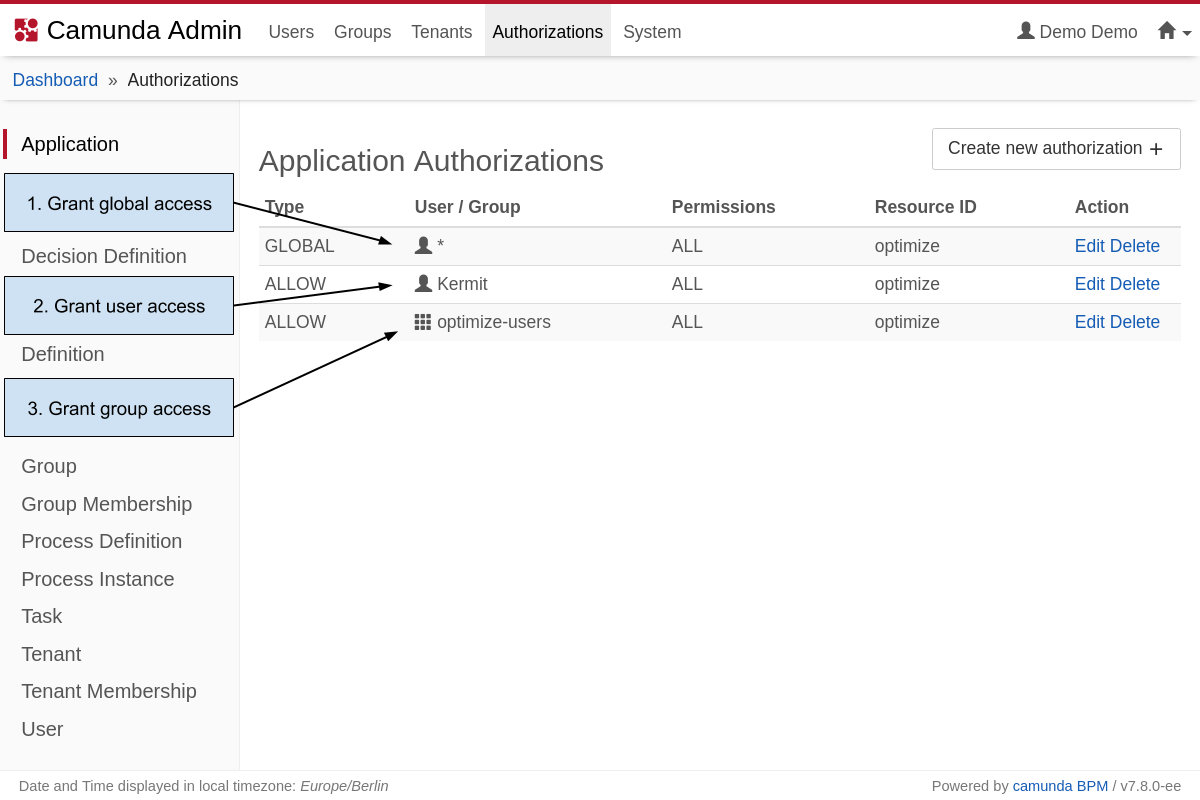 Camunda Admin Users Groups Tenants Authorizations System Demo Demo
Dashboard » Authorizations
Application
1. Grant global access
Decision Definition
2. Grant user access
Definition
3. Grant group access
Group
Group Membership
Process Definition
Process Instance
Task
Tenant
Tenant Membership
User
Application Authorizations
Create new authorization +
Type User / Group Permissions Resource ID Action
GLOBAL * ALL optimize Edit Delete
ALLOW Kermit ALL optimize Edit Delete
ALLOW optimize-users ALL optimize Edit Delete
Date and Time displayed in local timezone: Europe/Berlin
Powered by camunda BPM / v7.8.0-ee